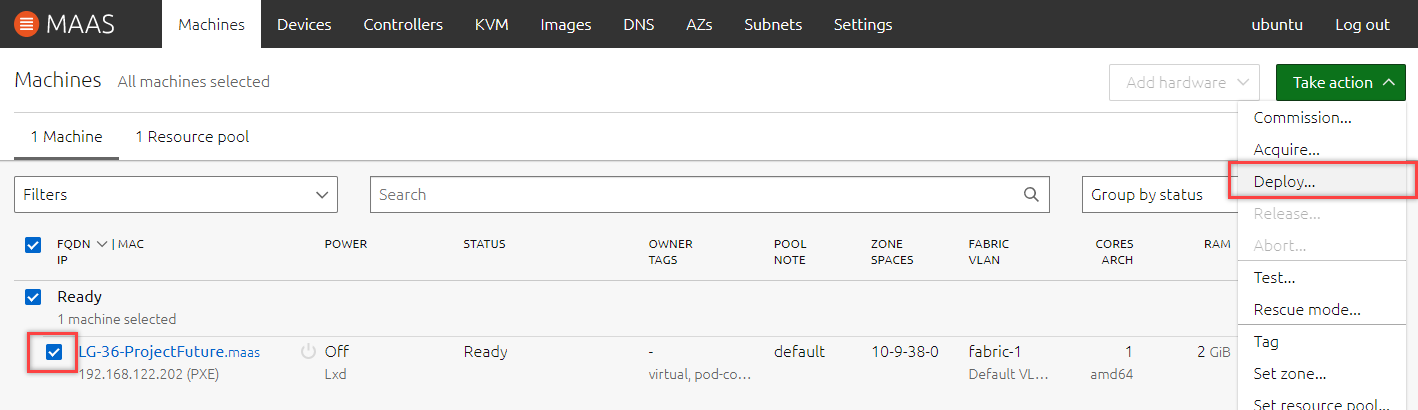 MAAS Machines Devices Controllers KVM Images DNS AZs Subnets Settings ubuntu Log out
Machines All machines selected Add hardware Take action
Commission...
1 Machine 1 Resource pool
Acquire...
Filters Search Group by status Deploy...
Release...
FQDN | MAC POWER STATUS OWNER POOL ZONE FABRIC CORES RAM
IP TAGS NOTE SPACES VLAN ARCH
Abort...
Test...
Ready
1 machine selected
Rescue mode...
Tag
LG-36-ProjectFuture.maas Off Ready - default 10-9-38-0 fabric-1 1 2 GiB
192.168.122.202 (PXE) Lxd virtual, pod-co... Default VL... amd64
Set zone...
Set resource pool...